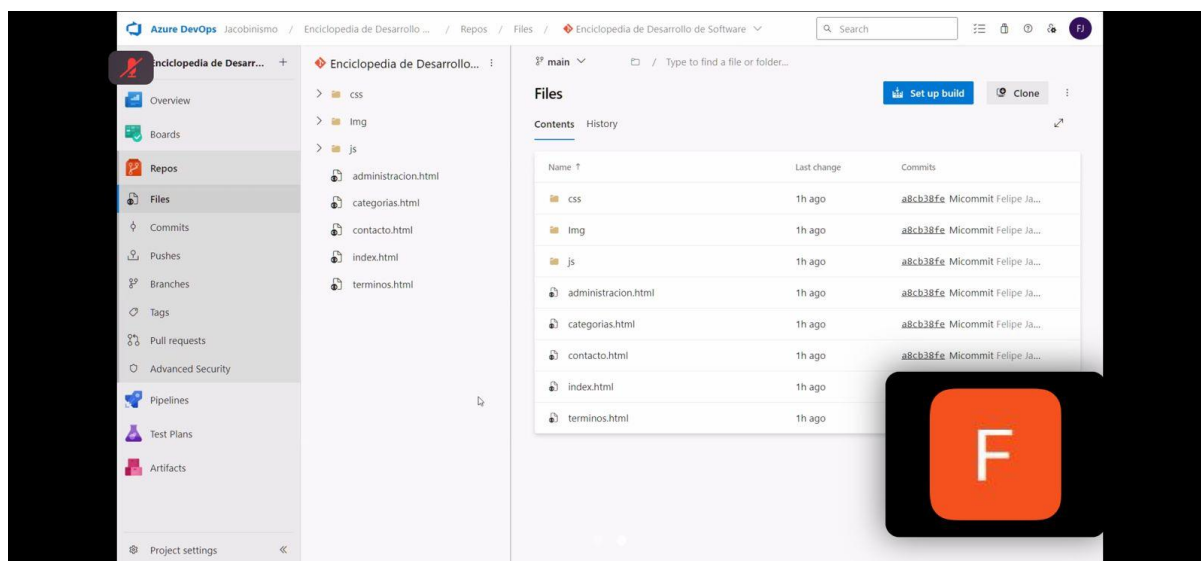 Azure DevOps Jacobinismo / Enciclopedia de Desarrollo ... / Repos / Files / Enciclopedia de Desarrollo de Software
Search
FJ
Enciclopedia de Desarr... +
Overview
Boards
Repos
Files
Commits
Pushes
Branches
Tags
Pull requests
Advanced Security
Pipelines
Test Plans
Artifacts
Project settings
Enciclopedia de Desarrollo...
css
Img
js
administracion.html
categorias.html
contacto.html
index.html
terminos.html
main / Type to find a file or folder...
Files
Set up build
Clone
Contents History
Name ↑ Last change Commits
css 1h ago a8cb38fe Micommit Felipe Ja...
Img 1h ago a8cb38fe Micommit Felipe Ja...
js 1h ago a8cb38fe Micommit Felipe Ja...
administracion.html 1h ago a8cb38fe Micommit Felipe Ja...
categorias.html 1h ago a8cb38fe Micommit Felipe Ja...
contacto.html 1h ago a8cb38fe Micommit Felipe Ja...
index.html 1h ago
terminos.html 1h ago
F